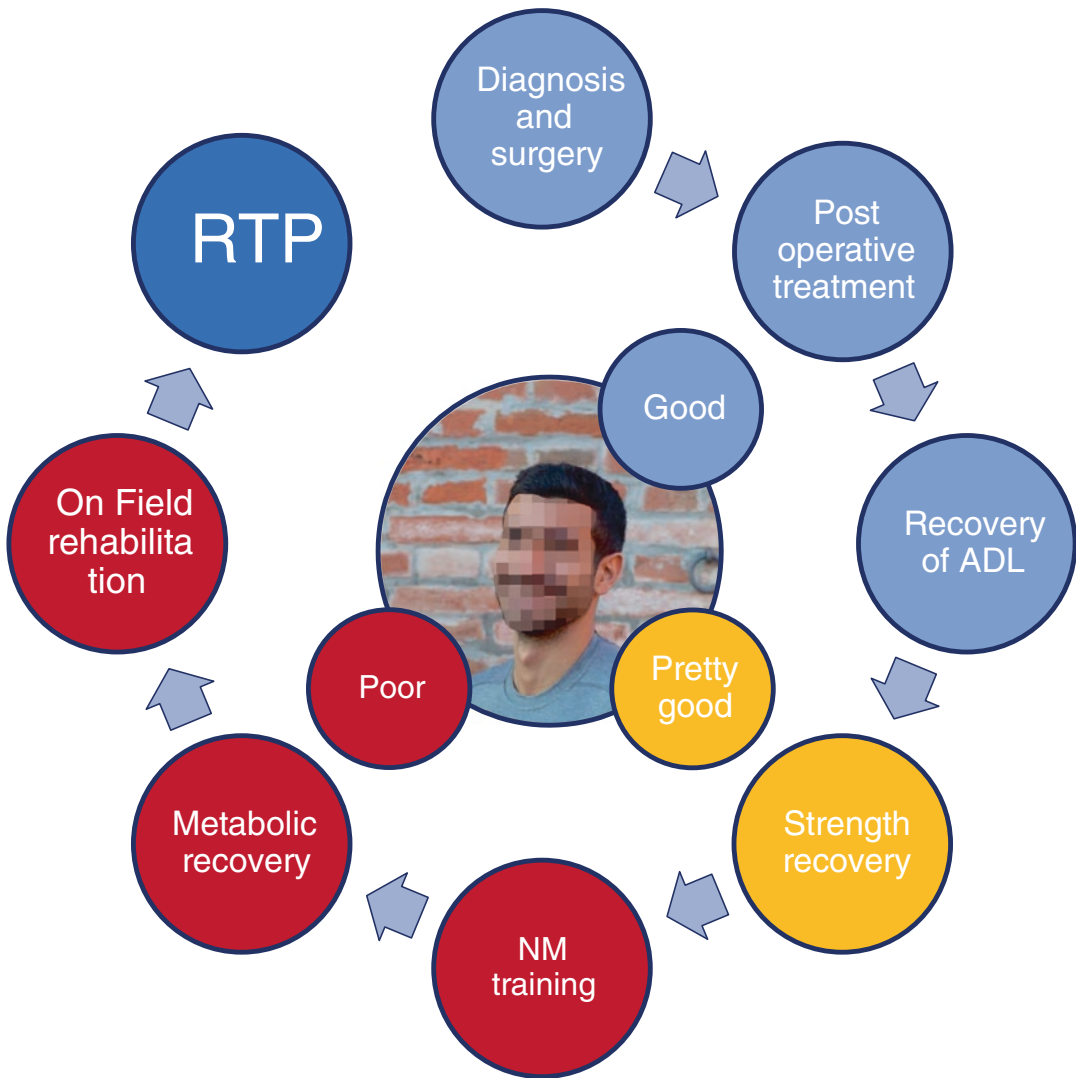 Diagnosis
and
surgery
Post
operative
treatment
Recovery
of ADL
Strength
recovery
NM
training
Metabolic
recovery
On Field
rehabilita
tion
RTP
Good
Pretty
good
Poor